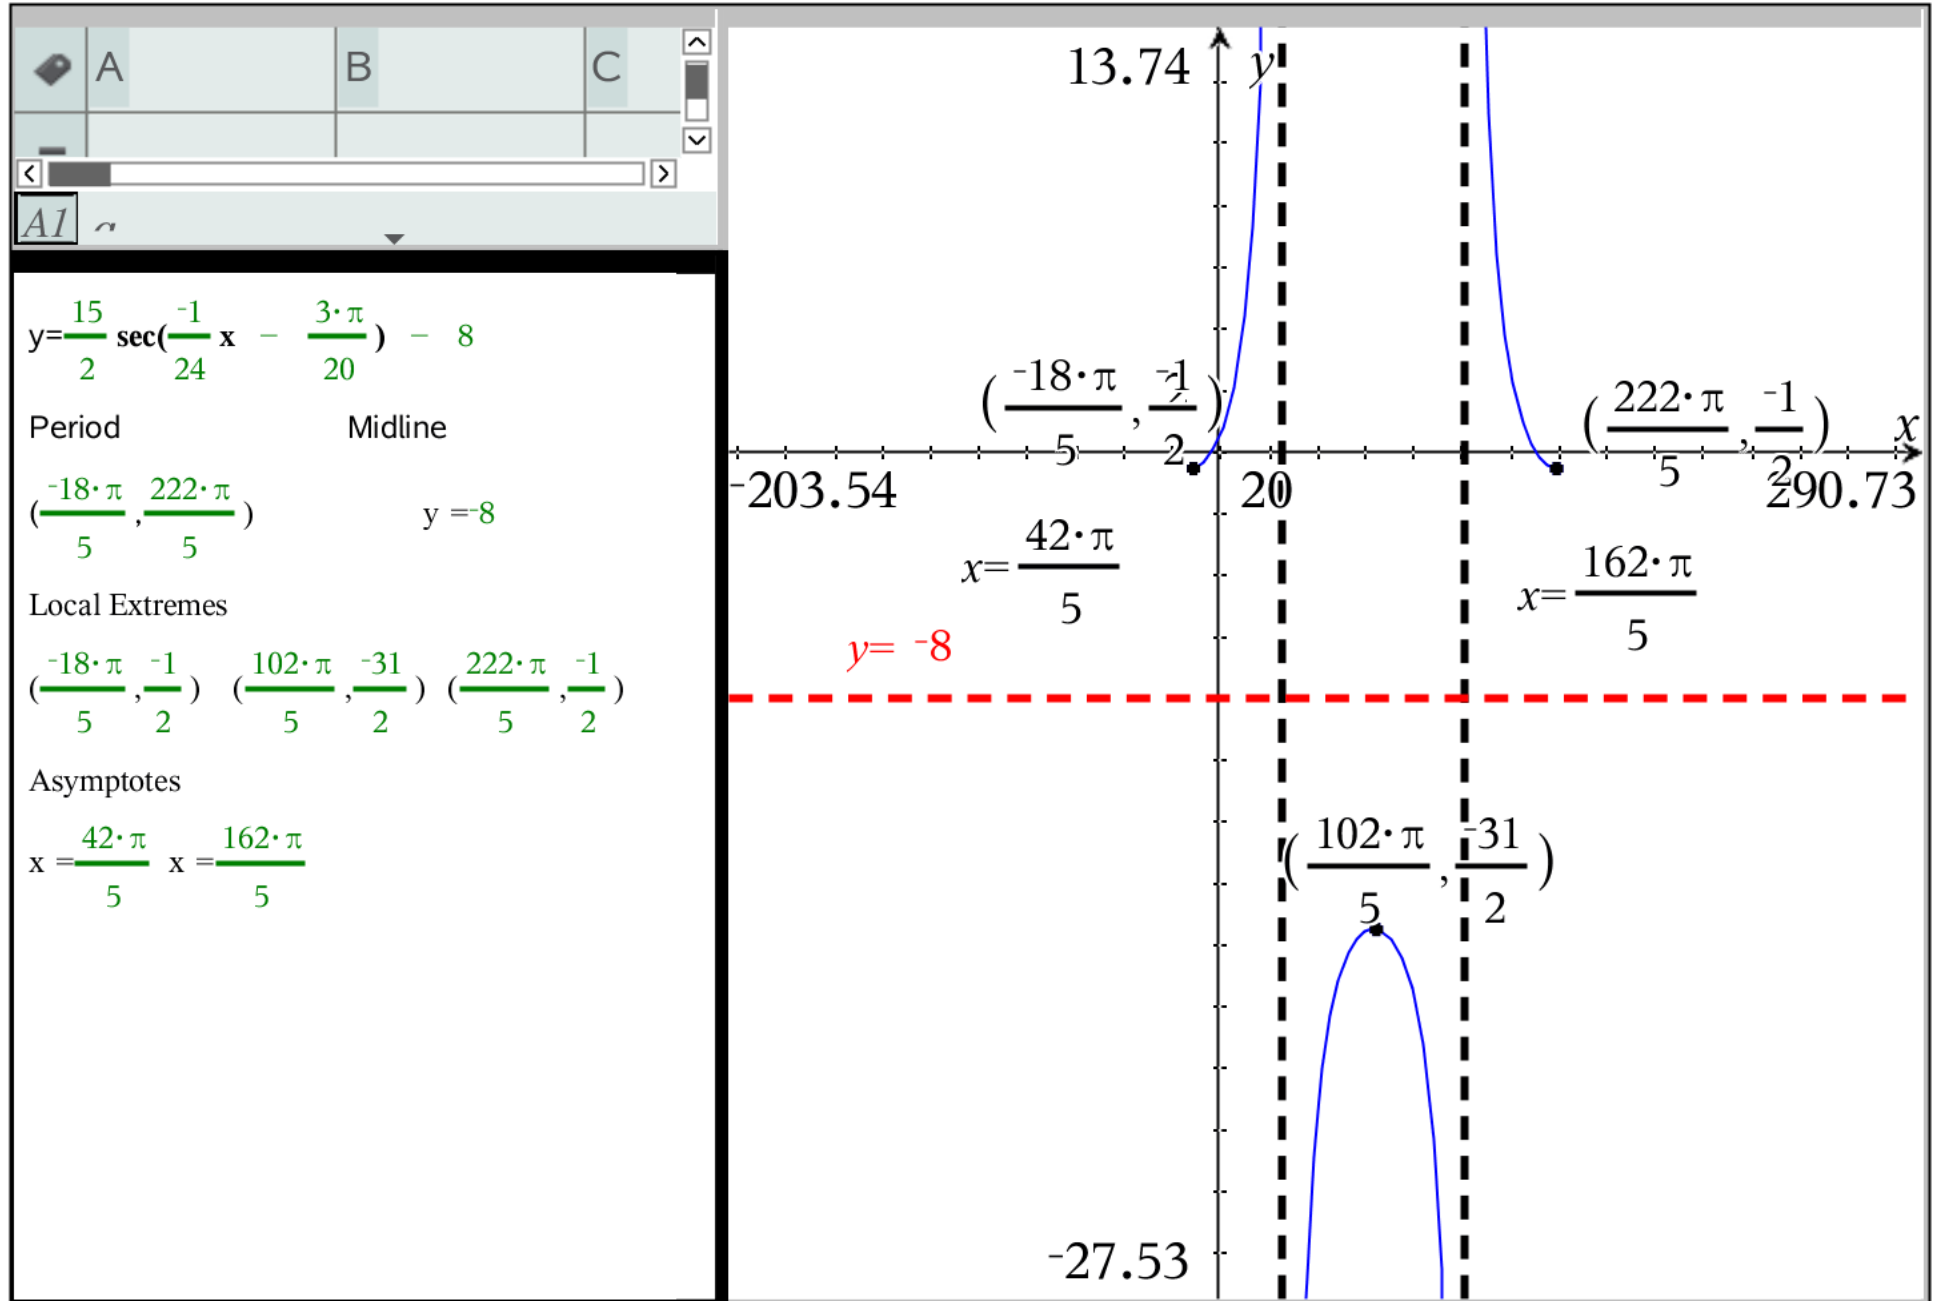 A B C
A1
y=15/2 sec(⁻1/24 x − 3·π/20) − 8
Period Midline
(⁻18·π/5, 222·π/5) y =⁻8
Local Extremes
(⁻18·π/5, ⁻1/2) (102·π/5, ⁻31/2) (222·π/5, ⁻1/2)
Asymptotes
x =42·π/5 x =162·π/5
13.74 y
(⁻18·π/5, ⁻1/2) (222·π/5, ⁻1/2) x
⁻203.54 20 290.73
x=42·π/5 x=162·π/5
y= ⁻8
(102·π/5, ⁻31/2)
⁻27.53